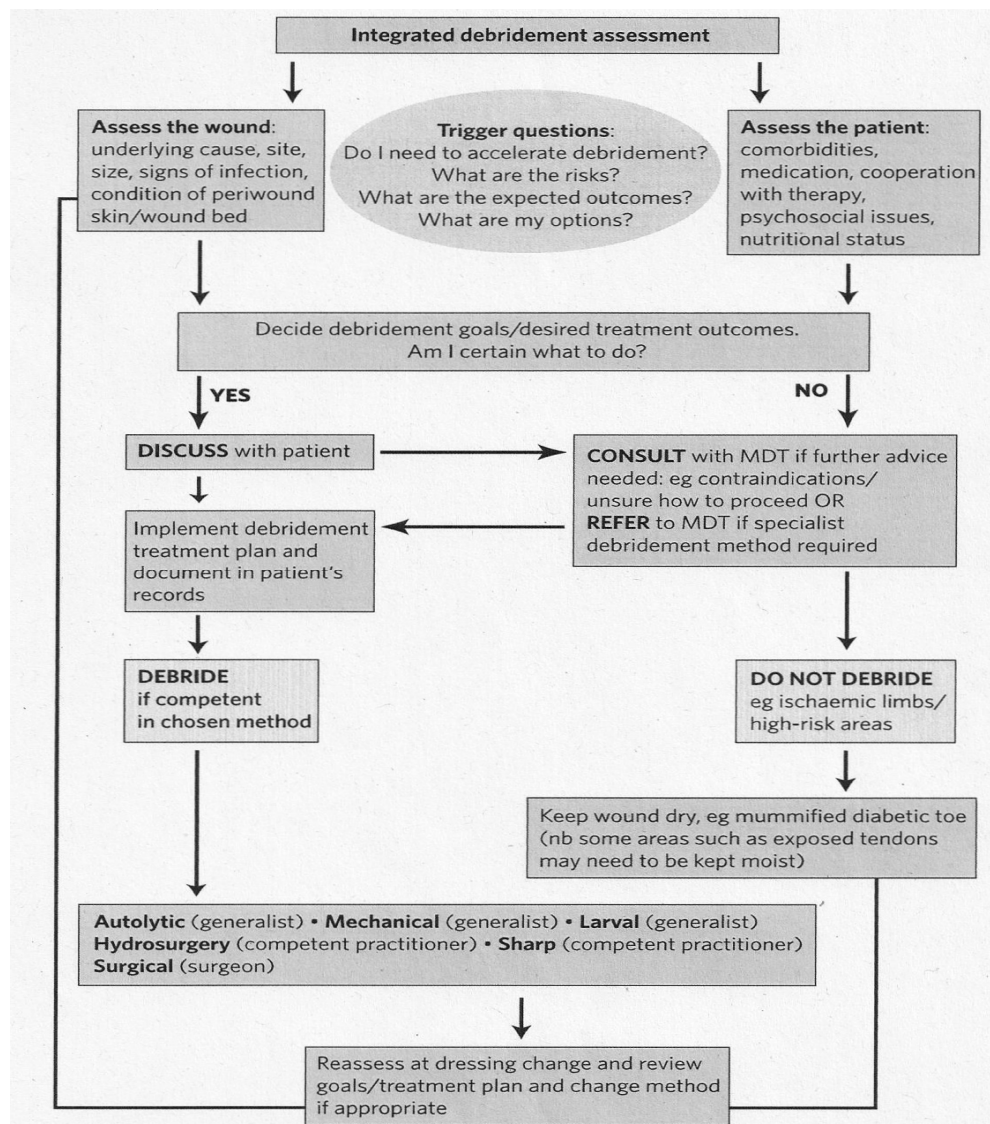 Integrated debridement assessment
Assess the wound:
underlying cause, site,
size, signs of infection,
condition of periwound
skin/wound bed
Trigger questions:
Do I need to accelerate debridement?
What are the risks?
What are the expected outcomes?
What are my options?
Assess the patient:
comorbidities,
medication, cooperation
with therapy,
psychosocial issues,
nutritional status
Decide debridement goals/desired treatment outcomes.
Am I certain what to do?
YES
NO
DISCUSS with patient
CONSULT with MDT if further advice
needed: eg contraindications/
unsure how to proceed OR
REFER to MDT if specialist
debridement method required
Implement debridement
treatment plan and
document in patient's
records
DEBRIDE
if competent
in chosen method
DO NOT DEBRIDE
eg ischaemic limbs/
high-risk areas
Keep wound dry, eg mummified diabetic toe
(nb some areas such as exposed tendons
may need to be kept moist)
Autolytic (generalist) • Mechanical (generalist) • Larval (generalist)
Hydrosurgery (competent practitioner) • Sharp (competent practitioner)
Surgical (surgeon)
Reassess at dressing change and review
goals/treatment plan and change method
if appropriate